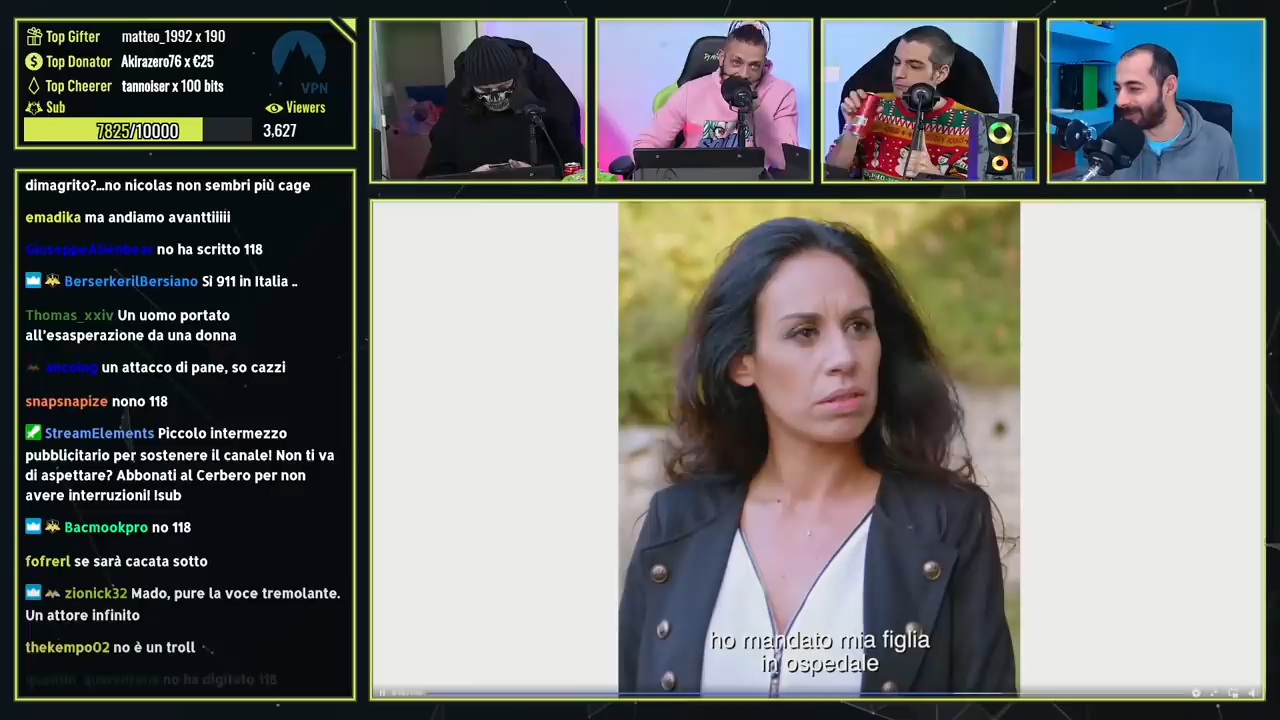 Top Gifter matteo_1992 x 190
Top Donator Akirazero76 x €25
Top Cheerer tannoiser x 100 bits
VPN
Sub Viewers
7825/10000 3,627
dimagrito?...no nicolas non sembri più cage
emadika ma andiamo avanttiiiii
GiuseppeAlienbear no ha scritto 118
BerserkerilBersiano Sì 911 in Italia ..
Thomas_xxiv Un uomo portato
all'esasperazione da una donna
ancoing un attacco di pane, so cazzi
snapsnapize nono 118
StreamElements Piccolo intermezzo
pubblicitario per sostenere il canale! Non ti va
di aspettare? Abbonati al Cerbero per non
avere interruzioni! !sub
Bacmookpro no 118
fofrerl se sarà cacata sotto
zionick32 Mado, pure la voce tremolante.
Un attore infinito
thekempo02 no è un troll
no ha digitato 118
ho mandato mia figlia
in ospedale